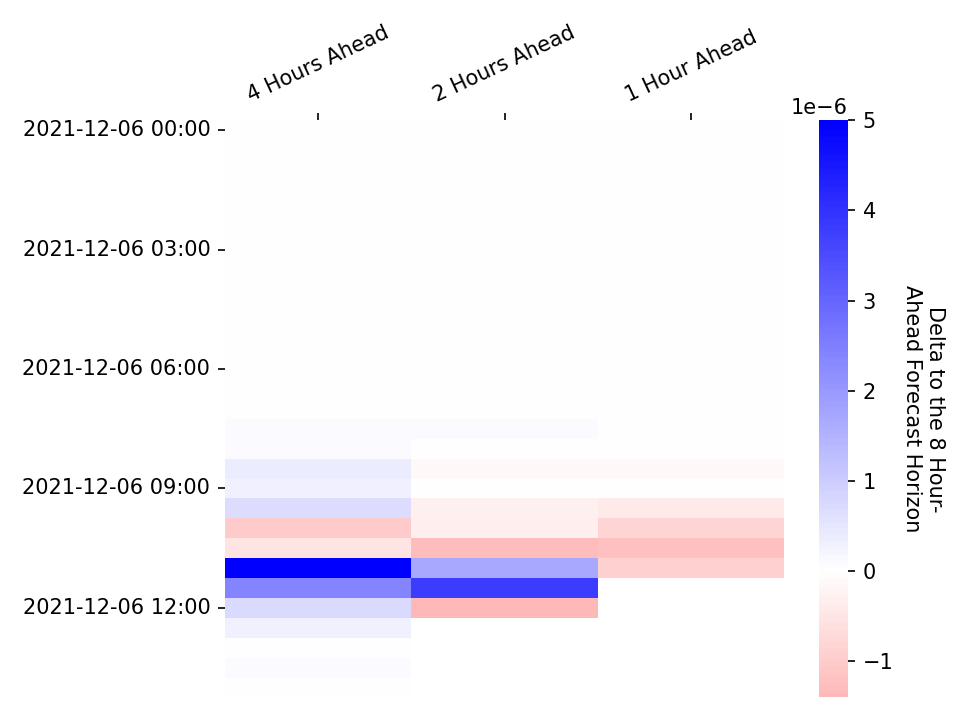 4 Hours Ahead
2 Hours Ahead
1 Hour Ahead
1e−6
2021-12-06 00:00
2021-12-06 03:00
2021-12-06 06:00
2021-12-06 09:00
2021-12-06 12:00
5
4
3
2
1
0
−1
Delta to the 8 Hour-
Ahead Forecast Horizon